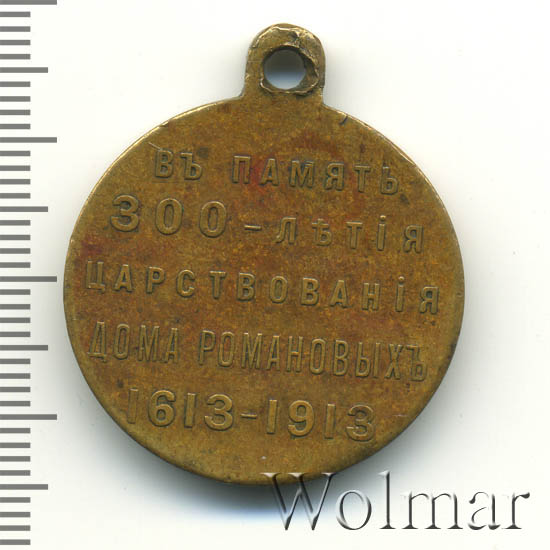 ВЪ ПАМЯТЬ
300-ЛѢТІЯ
ЦАРСТВОВАНІЯ
ДОМА РОМАНОВЫХЪ
1613-1913
Wolmar